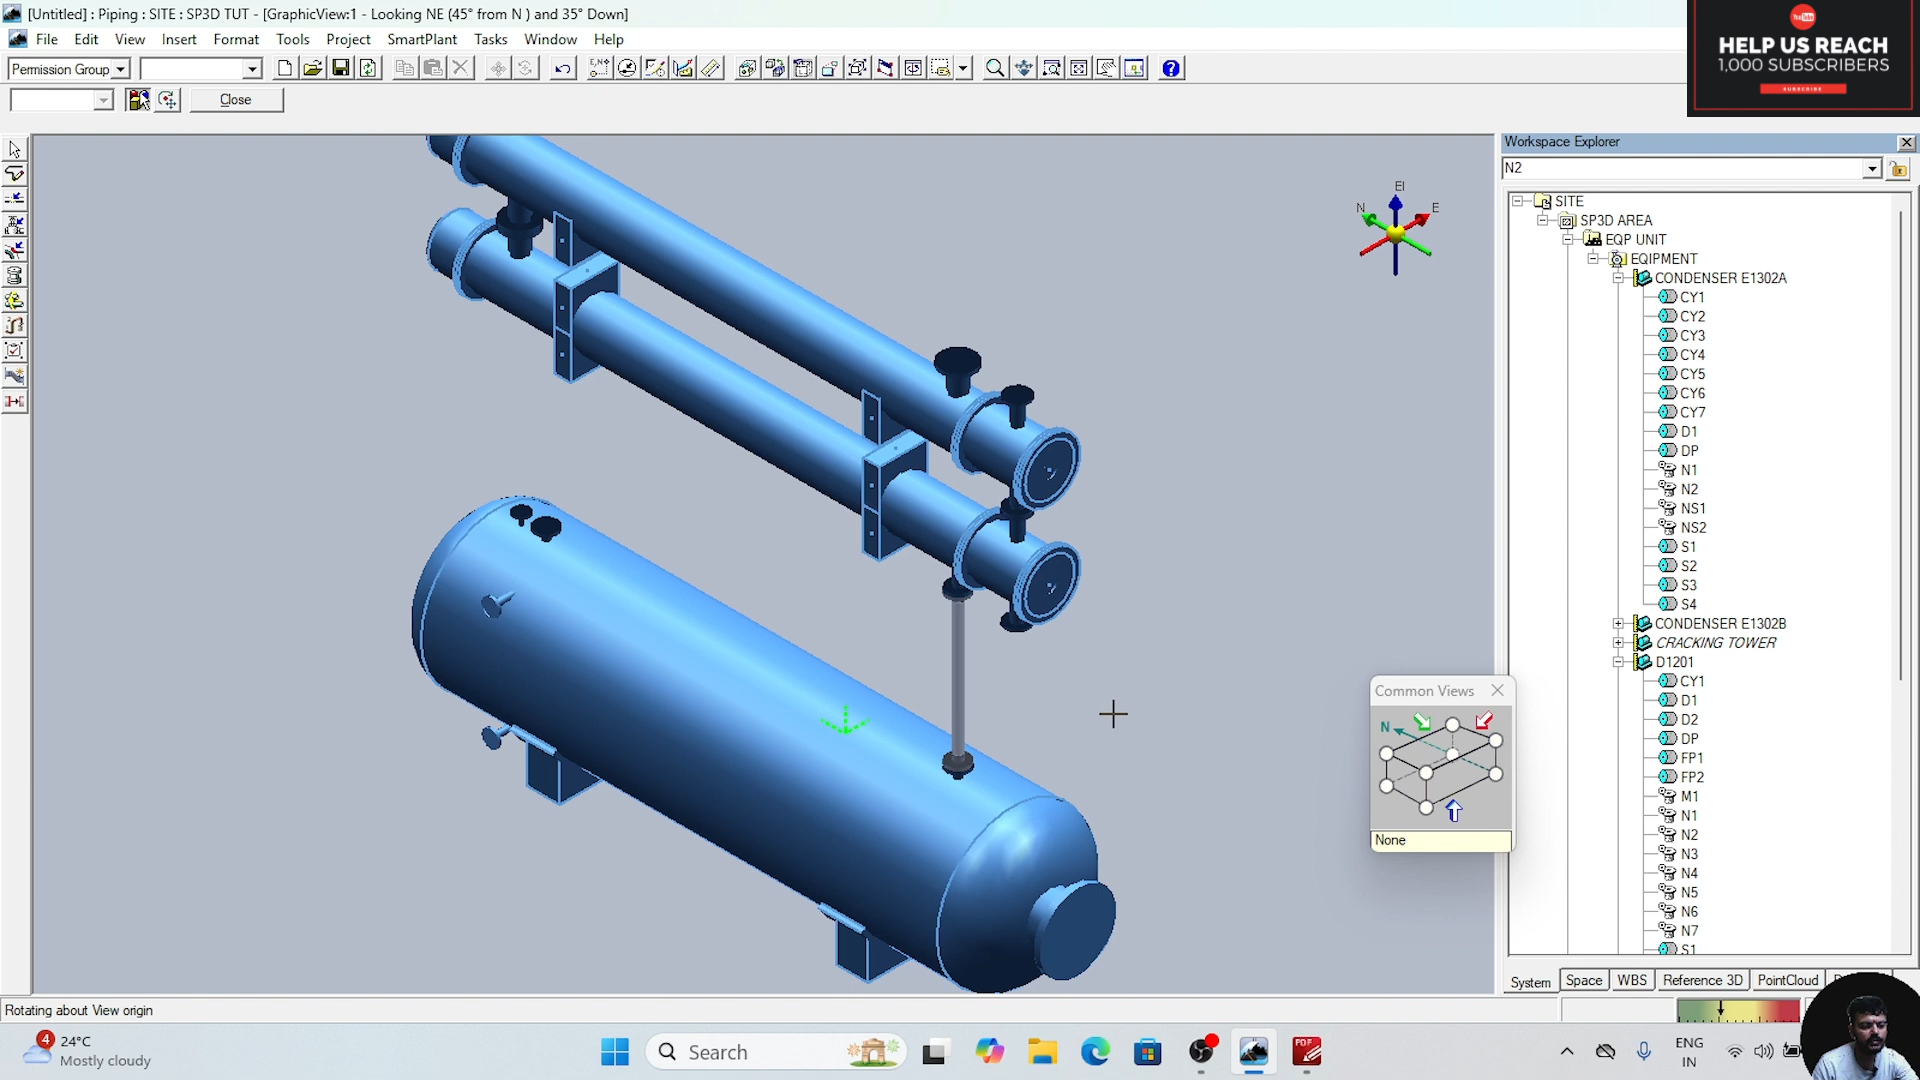 [Untitled] : Piping : SITE : SP3D TUT - [GraphicView:1 - Looking NE (45° from N ) and 35° Down]
File Edit View Insert Format Tools Project SmartPlant Tasks Window Help
Permission Group
Close
YouTube
HELP US REACH
1,000 SUBSCRIBERS
SUBSCRIBE
Workspace Explorer
N2
SITE
SP3D AREA
EQP UNIT
EQIPMENT
CONDENSER E1302A
CY1
CY2
CY3
CY4
CY5
CY6
CY7
D1
DP
N1
N2
NS1
NS2
S1
S2
S3
S4
CONDENSER E1302B
CRACKING TOWER
D1201
CY1
D1
D2
DP
FP1
FP2
M1
N1
N2
N3
N4
N5
N6
N7
S1
El
N
E
Common Views
N
None
System Space WBS Reference 3D PointCloud
Rotating about View origin
4
24°C
Mostly cloudy
Search
PDF
ENG
IN